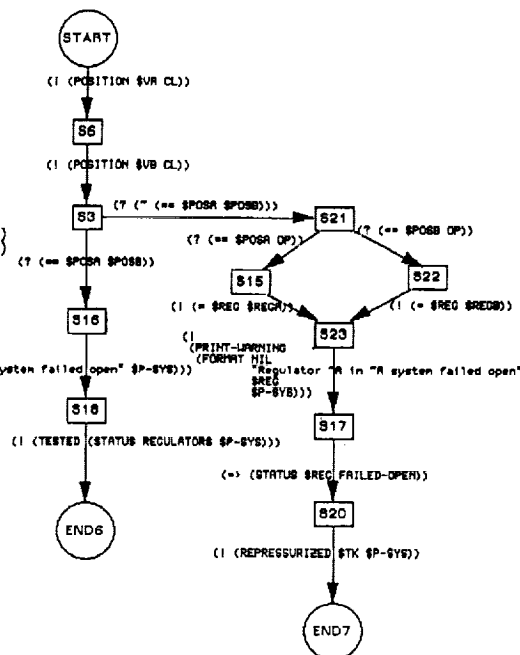 START
(! (POSITION $VA CL))
S6
(! (POSITION $VB CL))
S3
(? (~ (== $POSA $POSB)))
S21
}
(? (== $POSA OP))
(? (== $POSB OP))
(? (== $POSA $POSB))
S15
S22
S16
(! (= $REG $REGA))
(! (= $REG $REGB))
S23
(!
(PRINT-WARNING
(FORMAT NIL
ystem failed open" $P-SYS)))
"Regulator ~A in ~A system failed open"
$REG
$P-SYS)))
S18
S17
(! (TESTED (STATUS REGULATORS $P-SYS)))
(=> (STATUS $REG FAILED-OPEN))
S20
END6
(! (REPRESSURIZED $TK $P-SYS))
END7